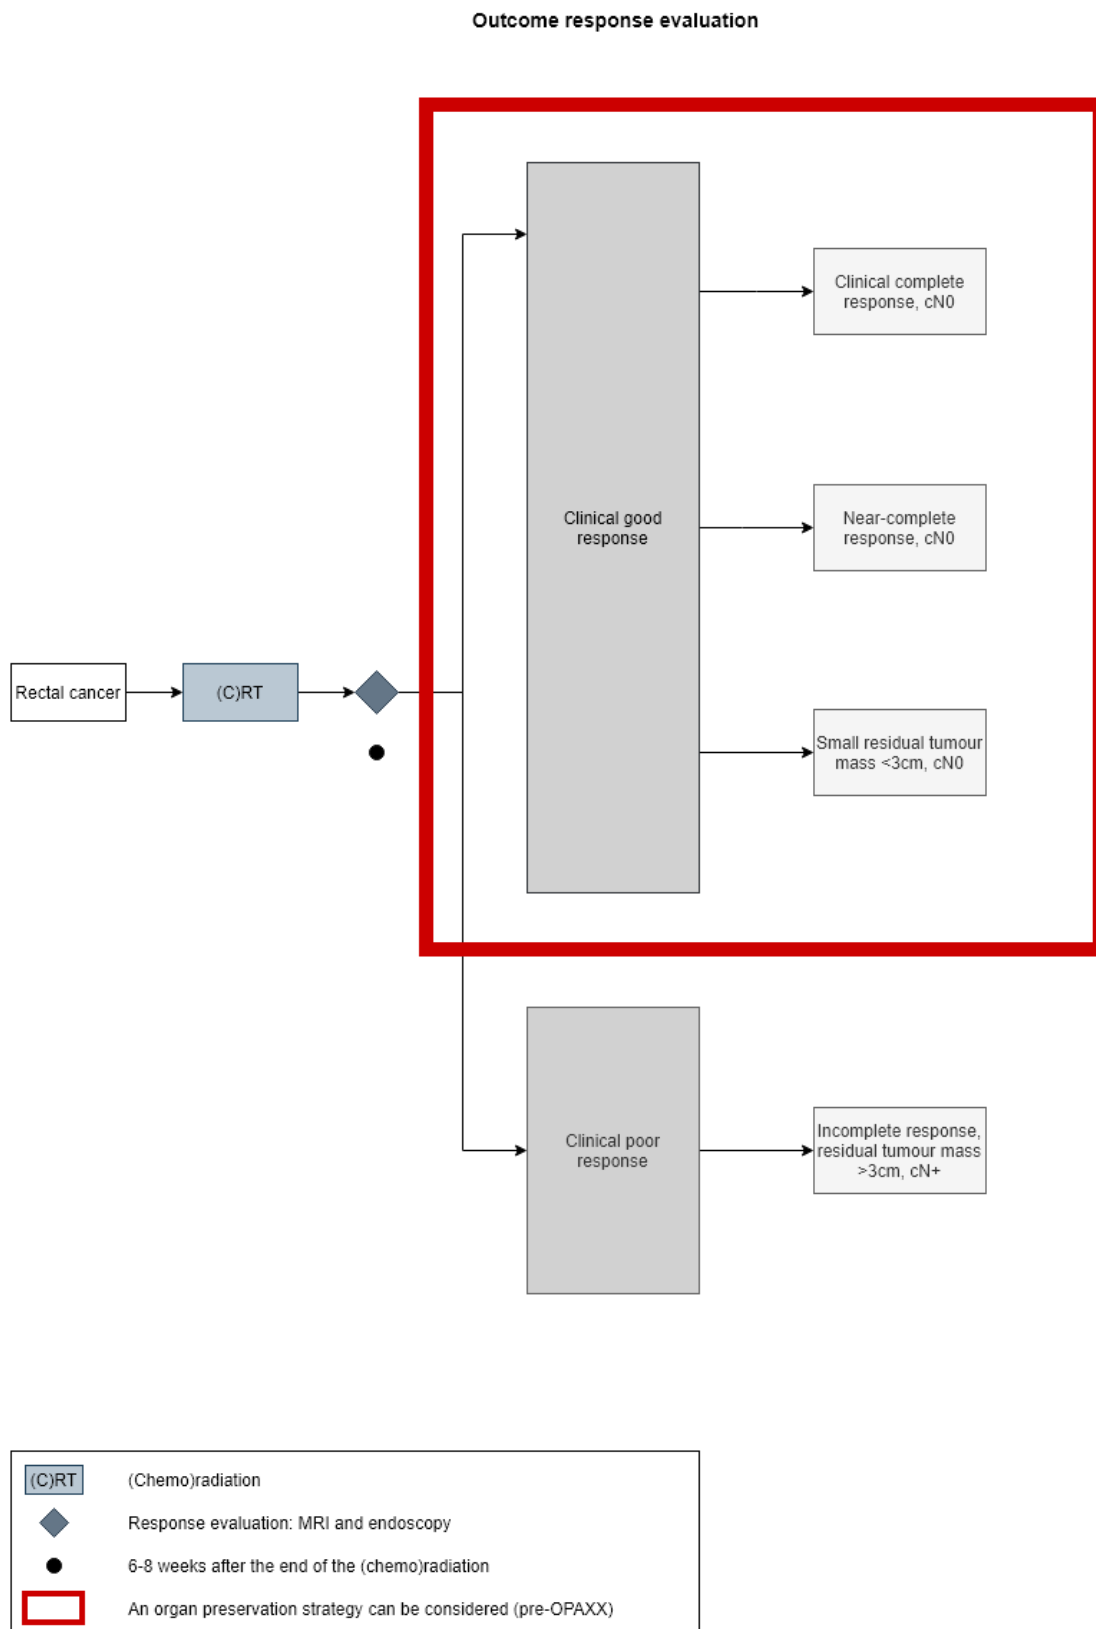 Outcome response evaluation
Clinical complete
response, cN0
Clinical good
response
Near-complete
response, cN0
Rectal cancer
(C)RT
Small residual tumour
mass <3cm, cN0
Clinical poor
response
Incomplete response,
residual tumour mass
>3cm, cN+
(C)RT (Chemo)radiation
Response evaluation: MRI and endoscopy
6-8 weeks after the end of the (chemo)radiation
An organ preservation strategy can be considered (pre-OPAXX)